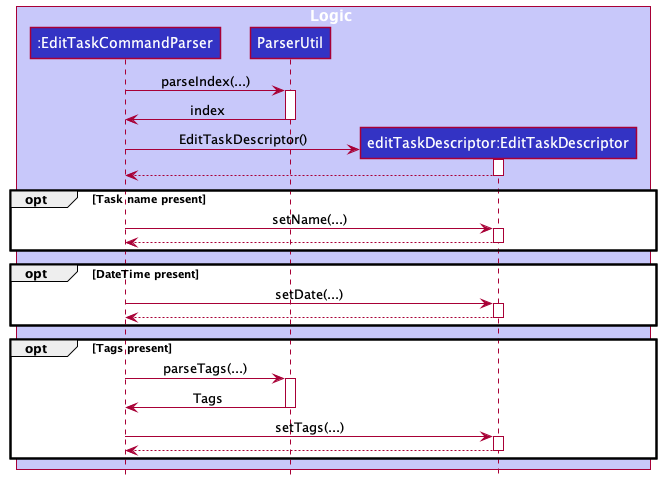 Logic
:EditTaskCommandParser
ParserUtil
parseIndex(...)
index
EditTaskDescriptor()
editTaskDescriptor:EditTaskDescriptor
opt
[Task name present]
setName(...)
opt
[DateTime present]
setDate(...)
opt
[Tags present]
parseTags(...)
Tags
setTags(...)